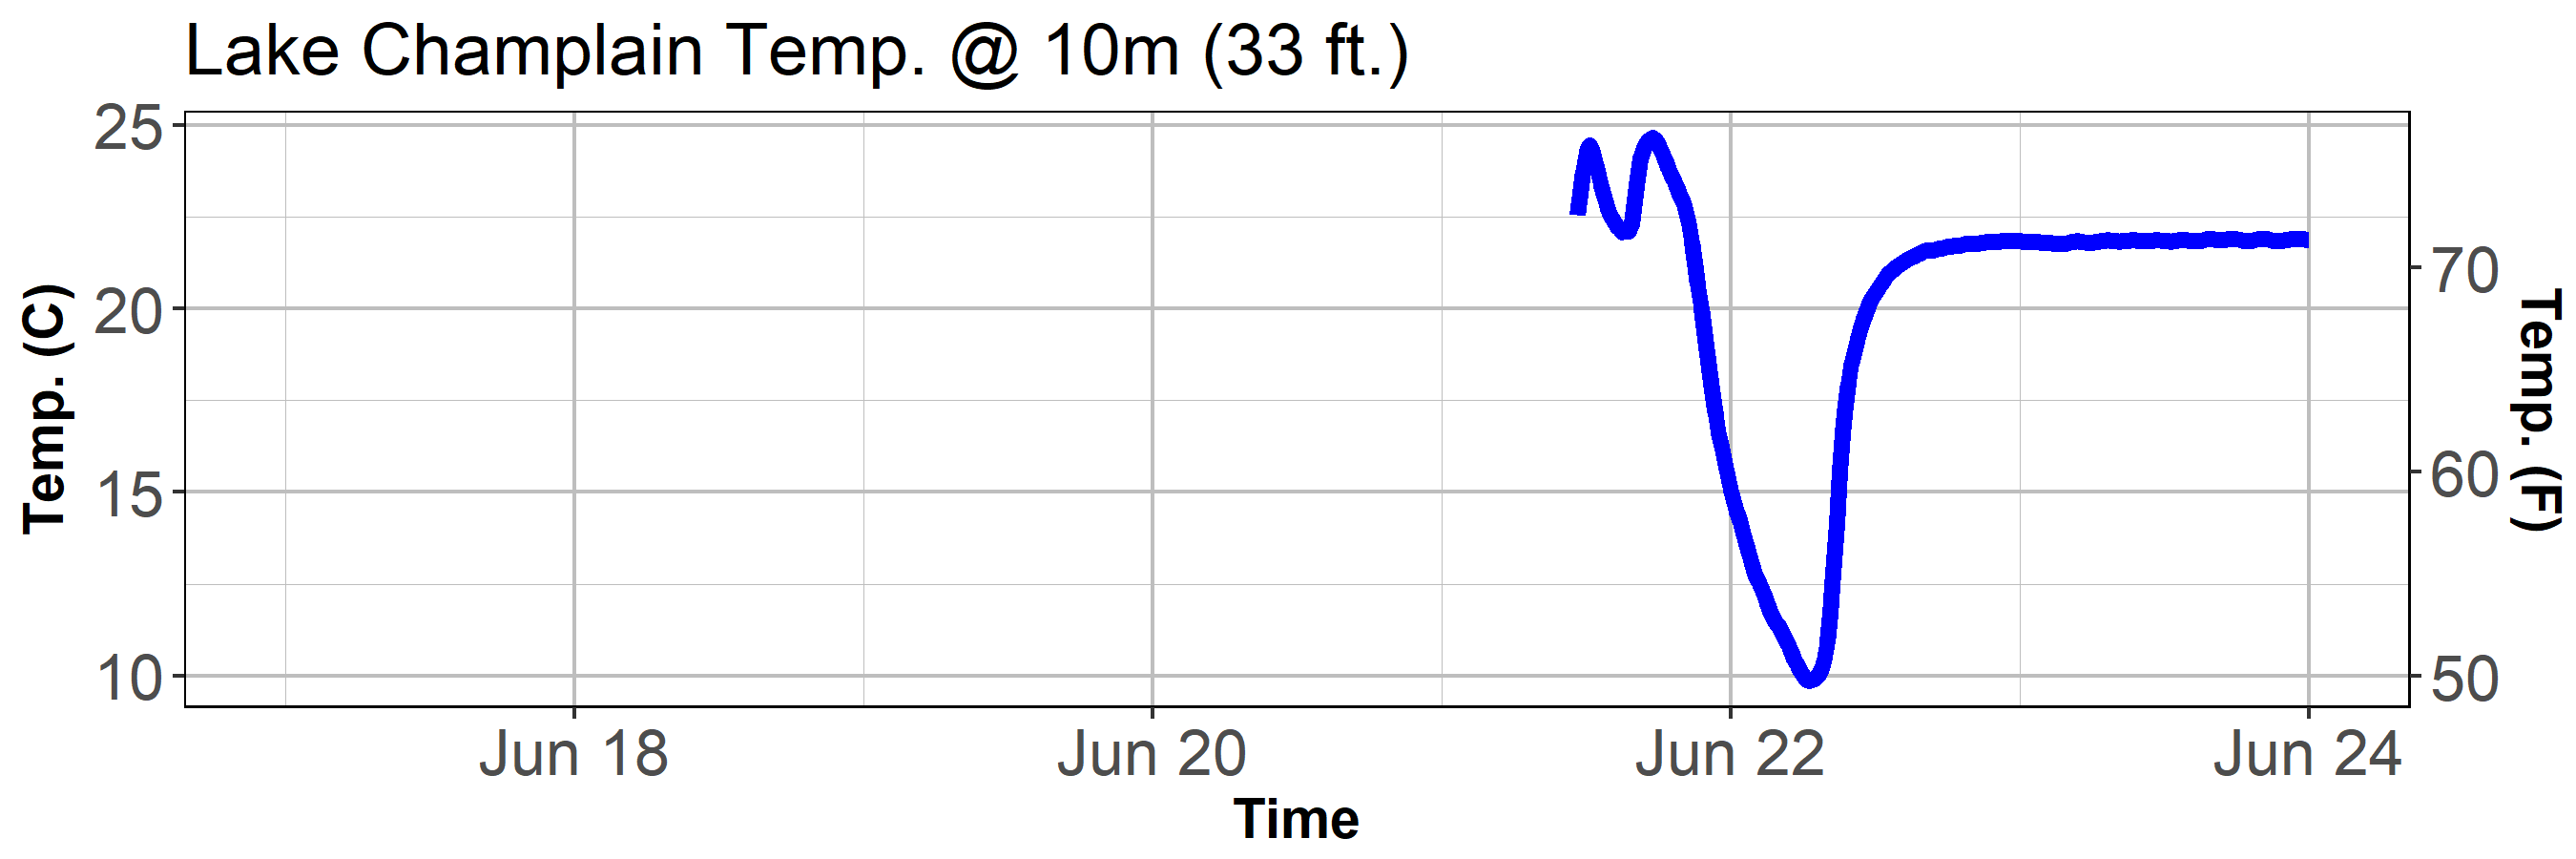 Lake Champlain Temp. @ 10m (33 ft.)
25
20
15
10
Temp. (C)
70
60
50
Temp. (F)
Jun 18 Jun 20 Jun 22 Jun 24
Time